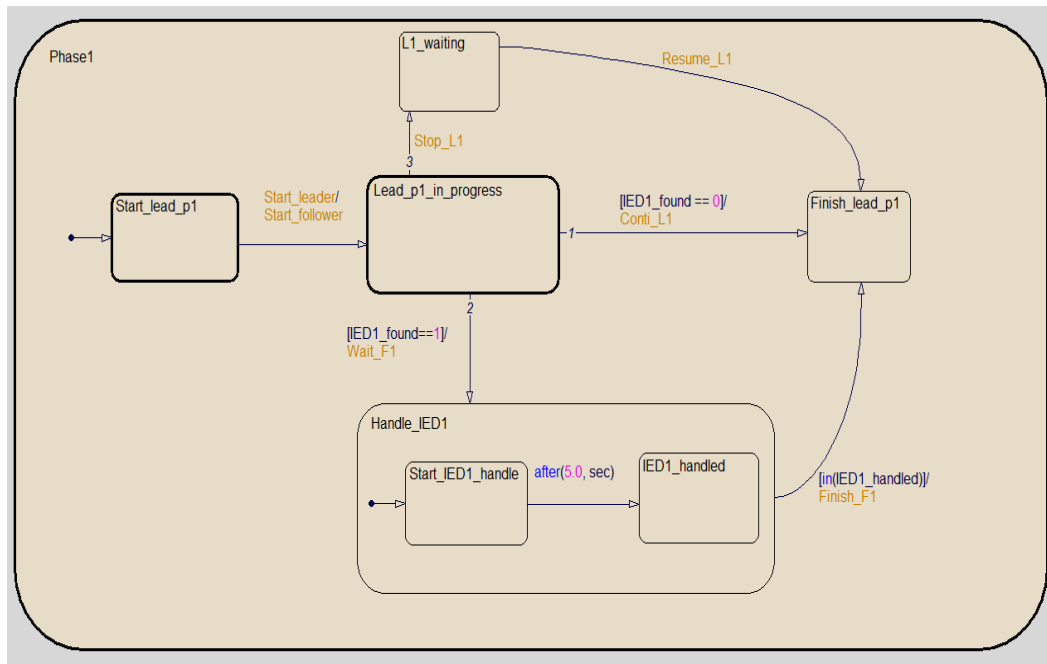 L1_waiting
Phase1
Resume_L1
Stop_L1
3
Lead_p1_in_progress
Start_lead_p1
Start_leader/
Start_follower
[IED1_found == 0]/
Conti_L1
Finish_lead_p1
1
2
[IED1_found==1]/
Wait_F1
Handle_IED1
Start_IED1_handle
after(5.0, sec)
IED1_handled
[in(IED1_handled)]/
Finish_F1